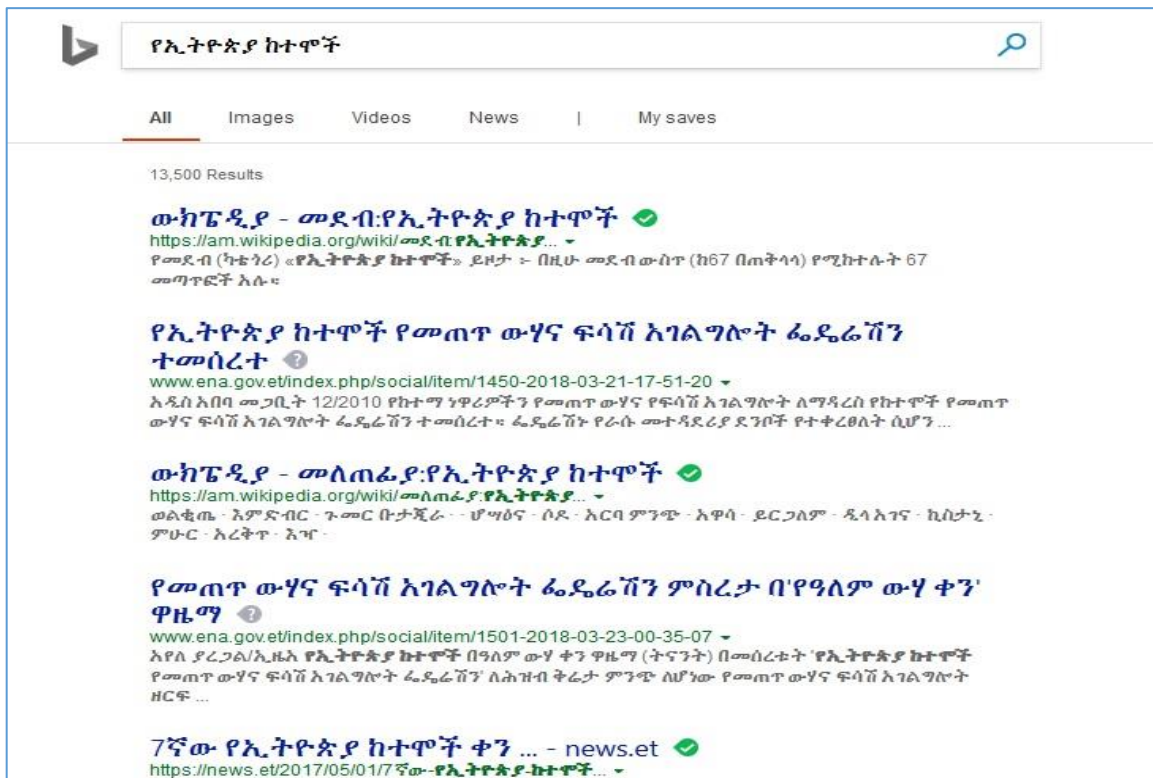 የኢትዮጵያ ከተሞች
All Images Videos News | My saves
13,500 Results
ውክፔዲያ - መደብ:የኢትዮጵያ ከተሞች
https://am.wikipedia.org/wiki/መደብ:የኢትዮጵያ...
የመደብ (ካቴጎሪ) «የኢትዮጵያ ከተሞች» ይዞታ ፦ በዚሁ መደብ ውስጥ (ከ67 በጠቅላላ) የሚከተሉት 67
መጣጥፎች አሉ።
የኢትዮጵያ ከተሞች የመጠጥ ውሃና ፍሳሽ አገልግሎት ፌዴሬሽን
ተመሰረተ
www.ena.gov.et/index.php/social/item/1450-2018-03-21-17-51-20
አዲስ አበባ መጋቢት 12/2010 የከተማ ነዋሪዎችን የመጠጥ ውሃና የፍሳሽ አገልግሎት ለማዳረስ የከተሞች የመጠጥ
ውሃና ፍሳሽ አገልግሎት ፌዴሬሽን ተመሰረተ። ፌዴሬሽኑ የራሱ መተዳደሪያ ደንቦች የተቀረፀለት ሲሆን ...
ውክፔዲያ - መለጠፊያ:የኢትዮጵያ ከተሞች
https://am.wikipedia.org/wiki/መለጠፊያ:የኢትዮጵያ...
ወልቂጤ · እምድብር · ጉመር ቡታጂራ · · ሆሣዕና · ሶዶ · አርባ ምንጭ · አዋሳ · ይርጋለም · ዲላ አገና · ኪስታኒ ·
ምሁር · አረቅጥ · እዣ ·
የመጠጥ ውሃና ፍሳሽ አገልግሎት ፌዴሬሽን ምስረታ በ'የዓለም ውሃ ቀን'
ዋዜማ
www.ena.gov.et/index.php/social/item/1501-2018-03-23-00-35-07
አየለ ያረጋል/ኢዜአ የኢትዮጵያ ከተሞች በዓለም ውሃ ቀን ዋዜማ (ትናንት) በመሰረቱት 'የኢትዮጵያ ከተሞች
የመጠጥ ውሃና ፍሳሽ አገልግሎት ፌዴሬሽን' ለሕዝብ ቅሬታ ምንጭ ለሆነው የመጠጥ ውሃና ፍሳሽ አገልግሎት
ዘርፍ ...
7ኛው የኢትዮጵያ ከተሞች ቀን ... - news.et
https://news.et/2017/05/01/7ኛው-የኢትዮጵያ-ከተሞች...